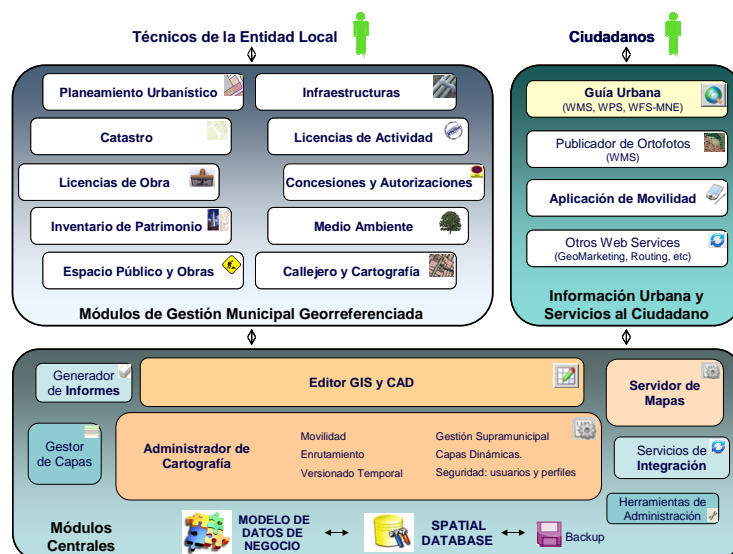 Técnicos de la Entidad Local
Ciudadanos
Planeamiento Urbanístico
Infraestructuras
Catastro
Licencias de Actividad
Licencias de Obra
Concesiones y Autorizaciones
Inventario de Patrimonio
Medio Ambiente
Espacio Público y Obras
Callejero y Cartografía
Módulos de Gestión Municipal Georreferenciada
Guía Urbana
(WMS, WPS, WFS-MNE)
Publicador de Ortofotos
(WMS)
Aplicación de Movilidad
Otros Web Services
(GeoMarketing, Routing, etc)
Información Urbana y
Servicios al Ciudadano
Generador
de Informes
Editor GIS y CAD
Servidor de
Mapas
Gestor
de Capas
Administrador de
Cartografía
Movilidad
Enrutamiento
Versionado Temporal
Gestión Supramunicipal
Capas Dinámicas.
Seguridad: usuarios y perfiles
Servicios de
Integración
Herramientas de
Administración
Módulos
Centrales
MODELO DE
DATOS DE
NEGOCIO
SPATIAL
DATABASE
Backup